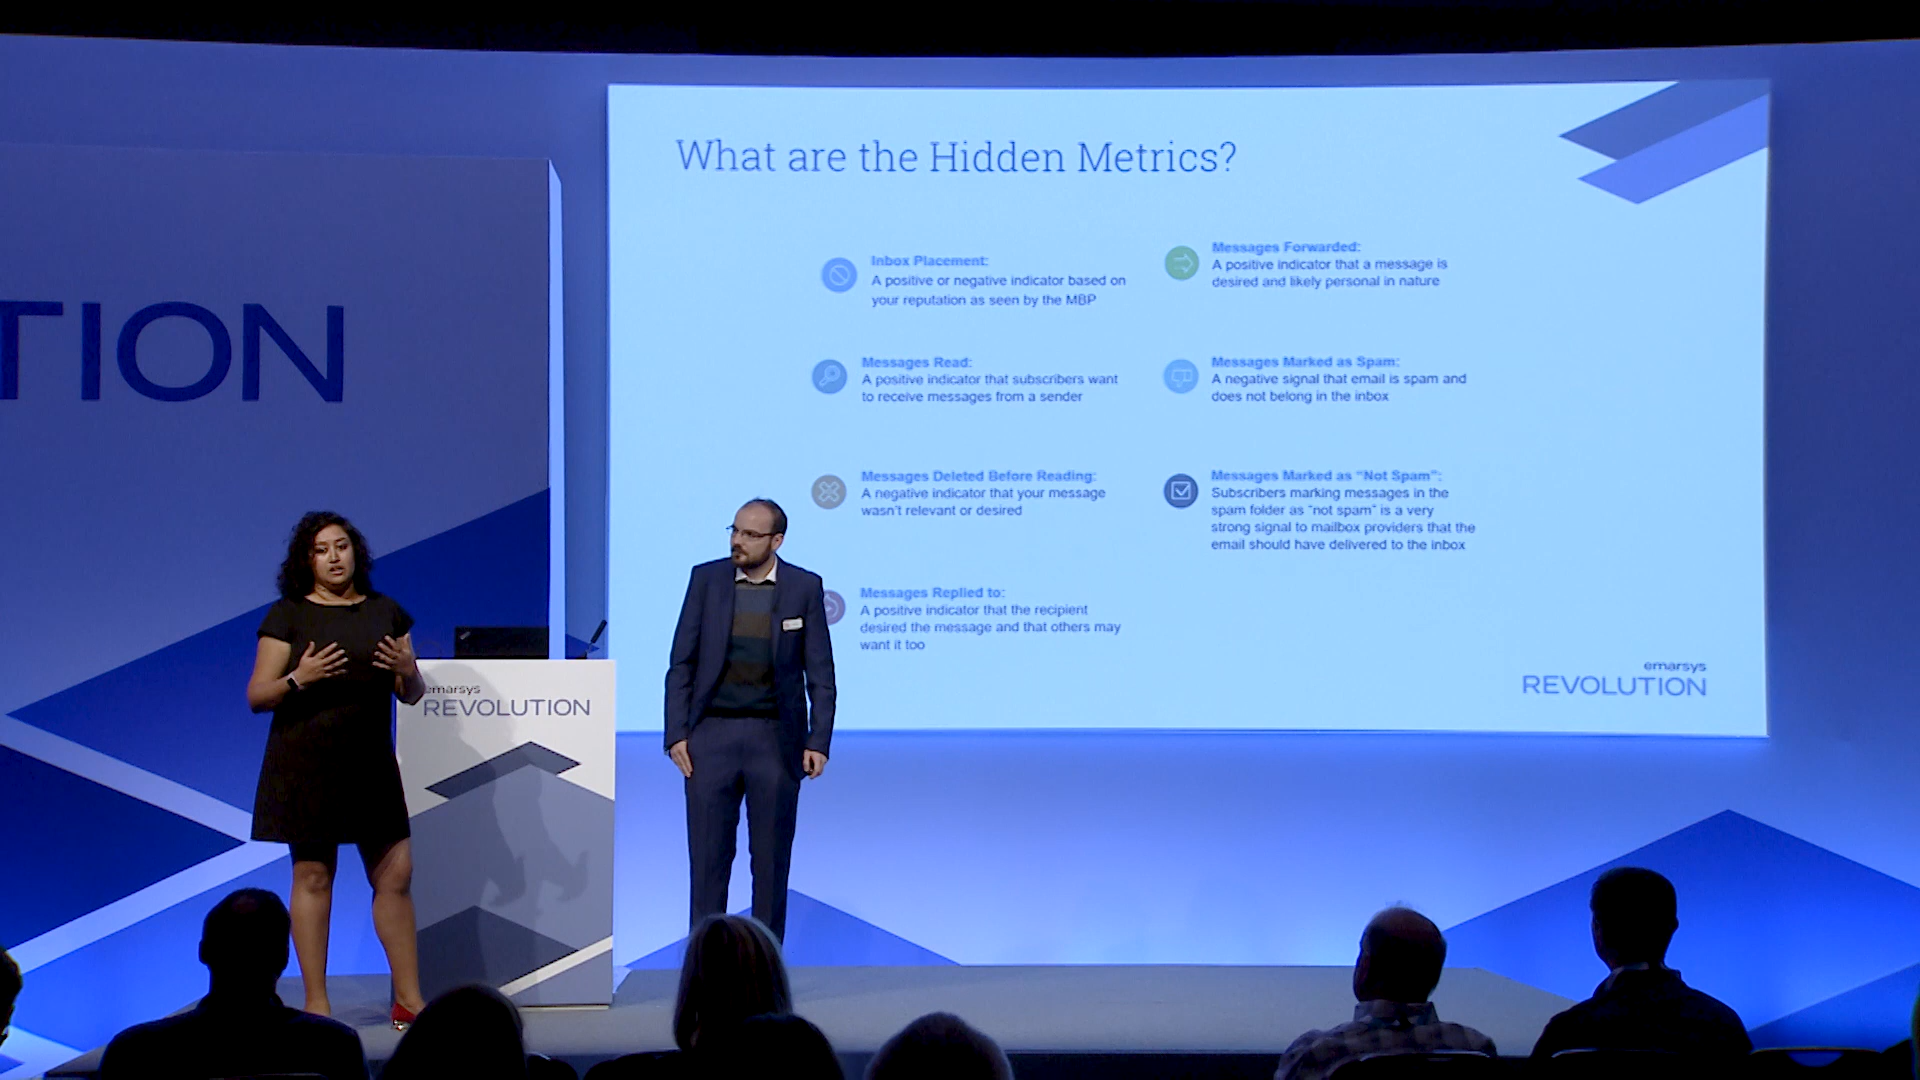 TION
What are the Hidden Metrics?
Inbox Placement:
A positive or negative indicator based on
your reputation as seen by the MBP
Messages Read:
A positive indicator that subscribers want
to receive messages from a sender
Messages Deleted Before Reading:
A negative indicator that your message
wasn't relevant or desired
Messages Replied to:
A positive indicator that the recipient
desired the message and that others may
want it too
Messages Forwarded:
A positive indicator that a message is
desired and likely personal in nature
Messages Marked as Spam:
A negative signal that email is spam and
does not belong in the inbox
Messages Marked as "Not Spam":
Subscribers marking messages in the
spam folder as "not spam" is a very
strong signal to mailbox providers that the
email should have delivered to the inbox
emarsys
REVOLUTION
emarsys
REVOLUTION